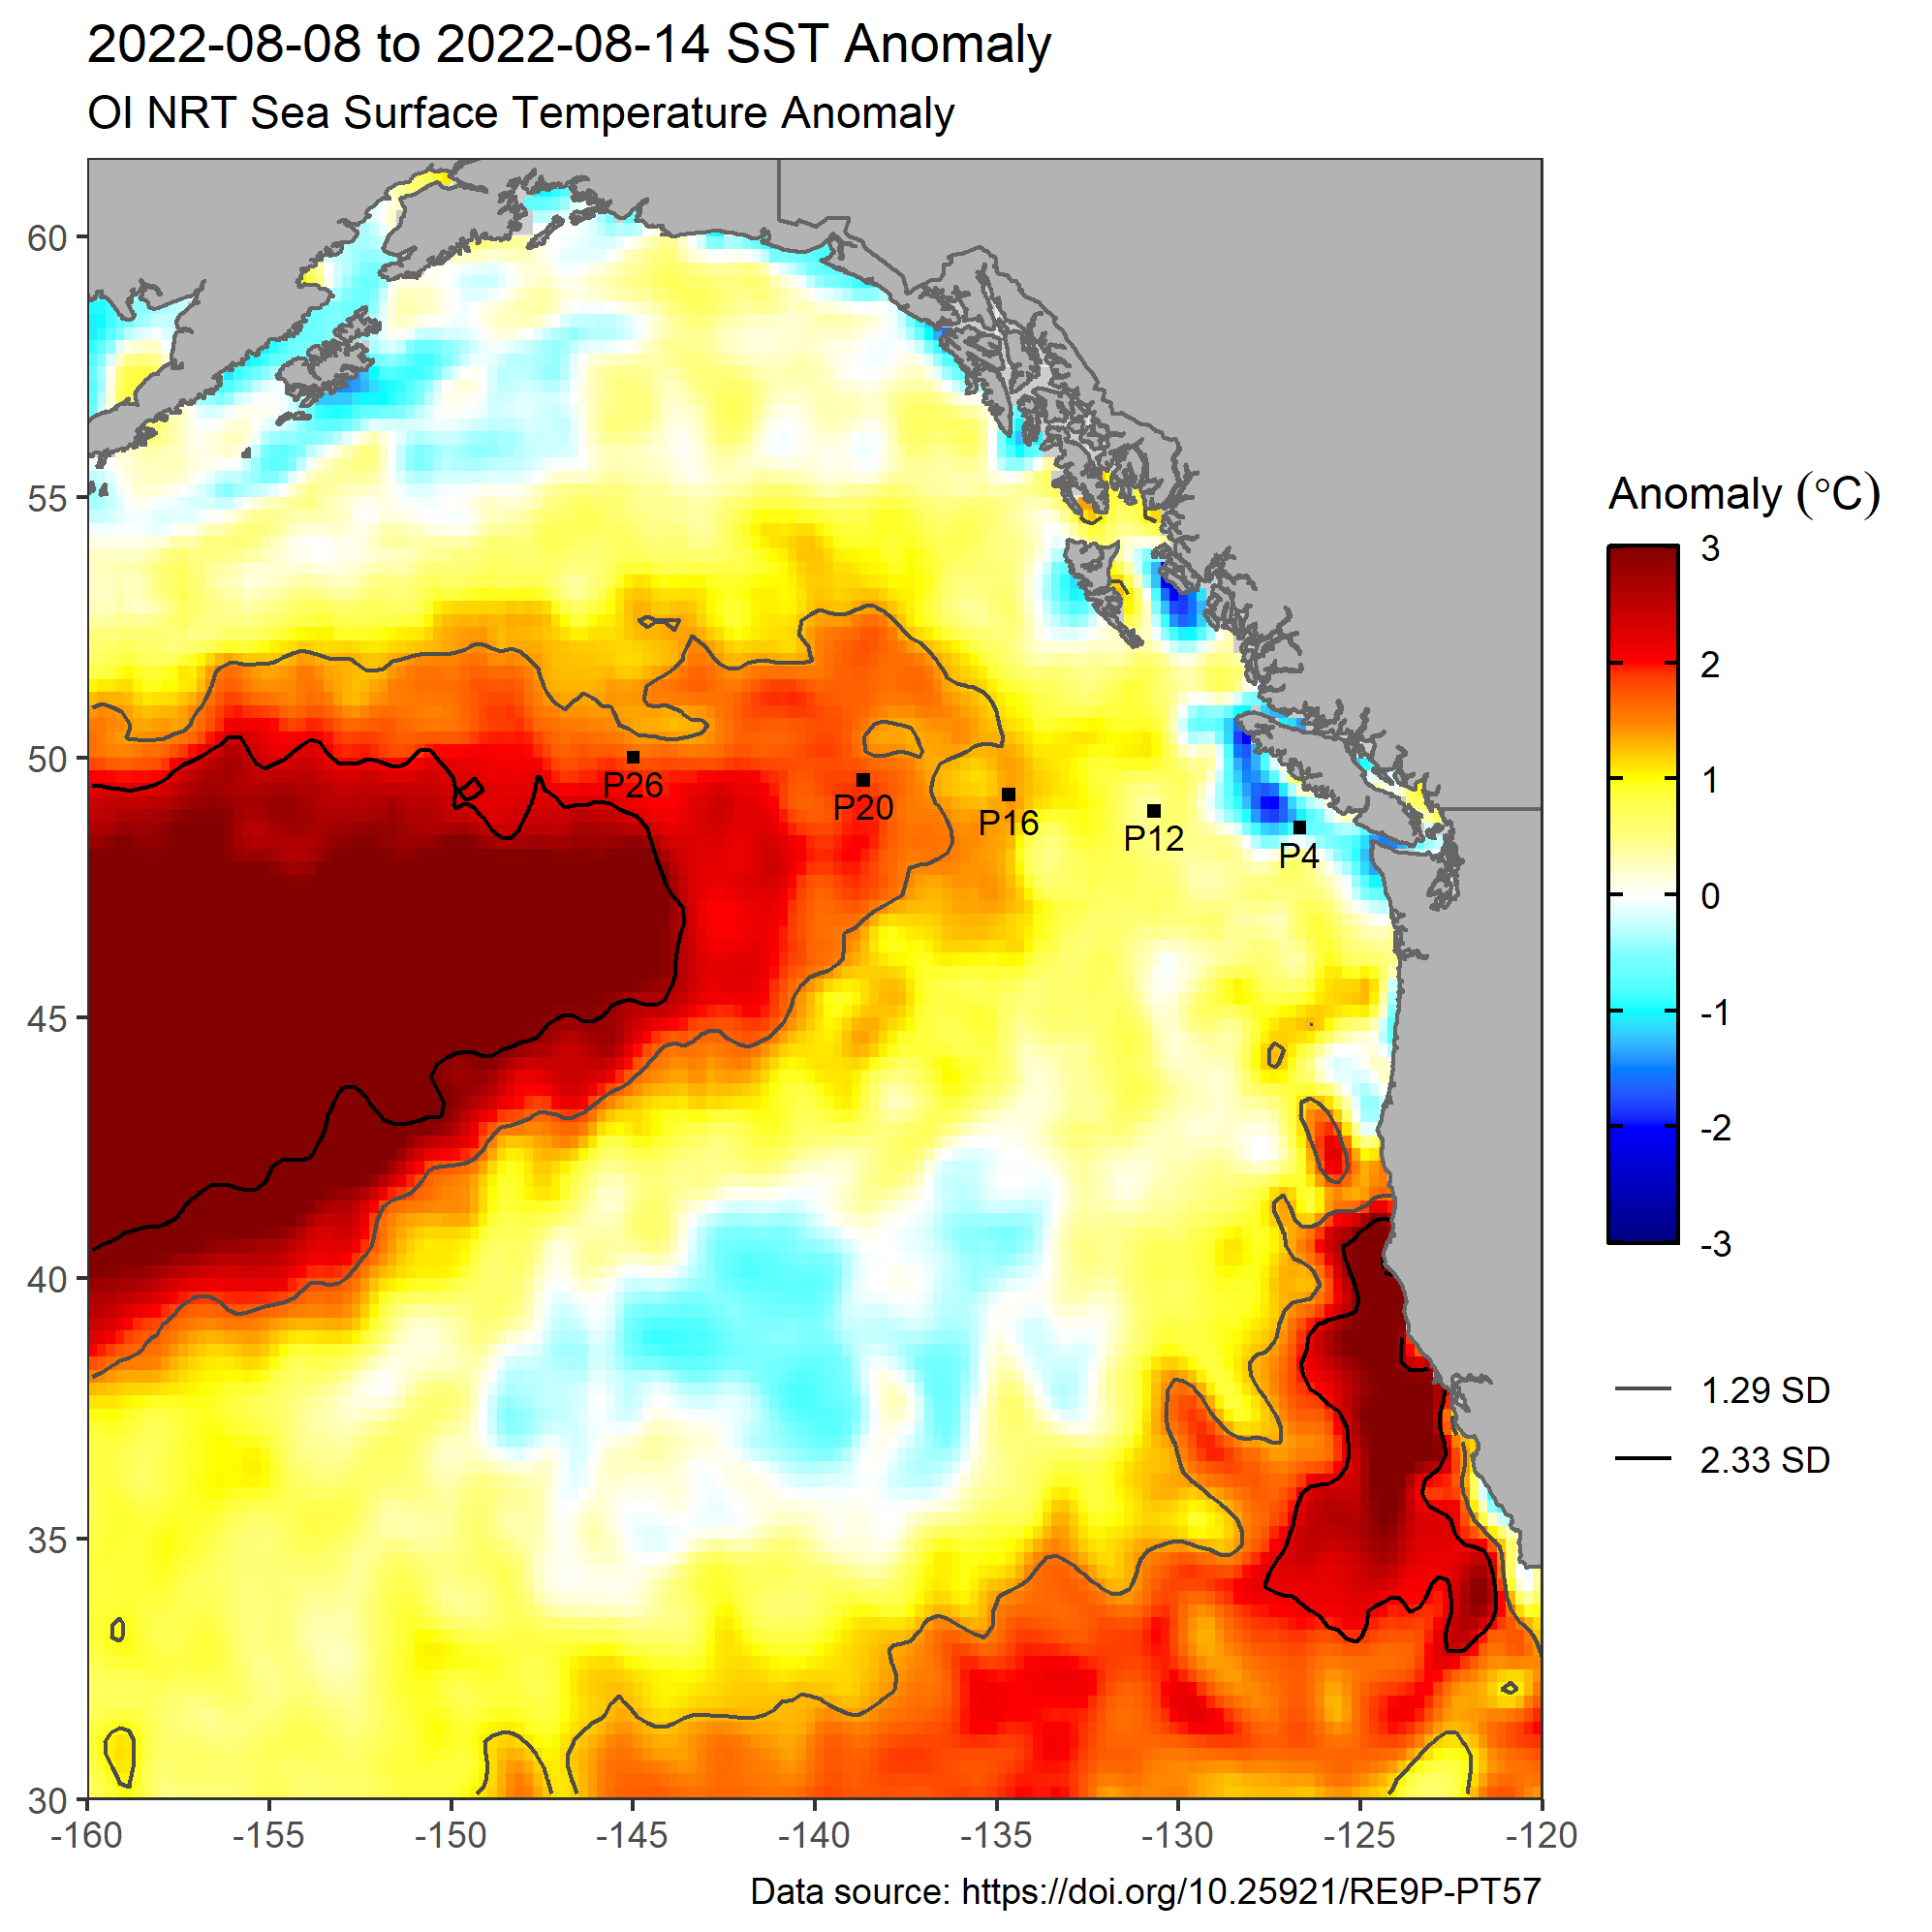 2022-08-08 to 2022-08-14 SST Anomaly
OI NRT Sea Surface Temperature Anomaly
60
55
50
45
40
35
30
-160
-155
-150
-145
-140
-135
-130
-125
-120
P26
P20
P16
P12
P4
Anomaly (°C)
3
2
1
0
-1
-2
-3
1.29 SD
2.33 SD
Data source: https://doi.org/10.25921/RE9P-PT57